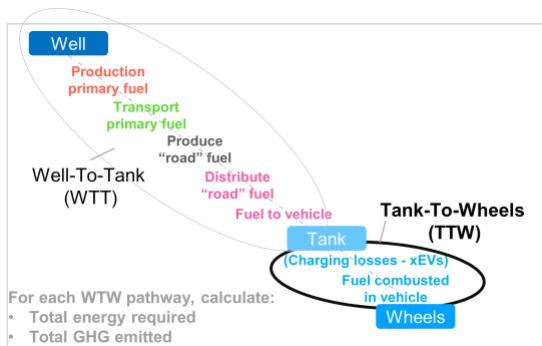 Well
Production
primary fuel
Transport
primary fuel
Produce
“road” fuel
Well-To-Tank
(WTT)
Distribute
“road” fuel
Fuel to vehicle
Tank-To-Wheels
(TTW)
Tank
(Charging losses - xEVs)
Fuel combusted
in vehicle
Wheels
For each WTW pathway, calculate:
• Total energy required
• Total GHG emitted